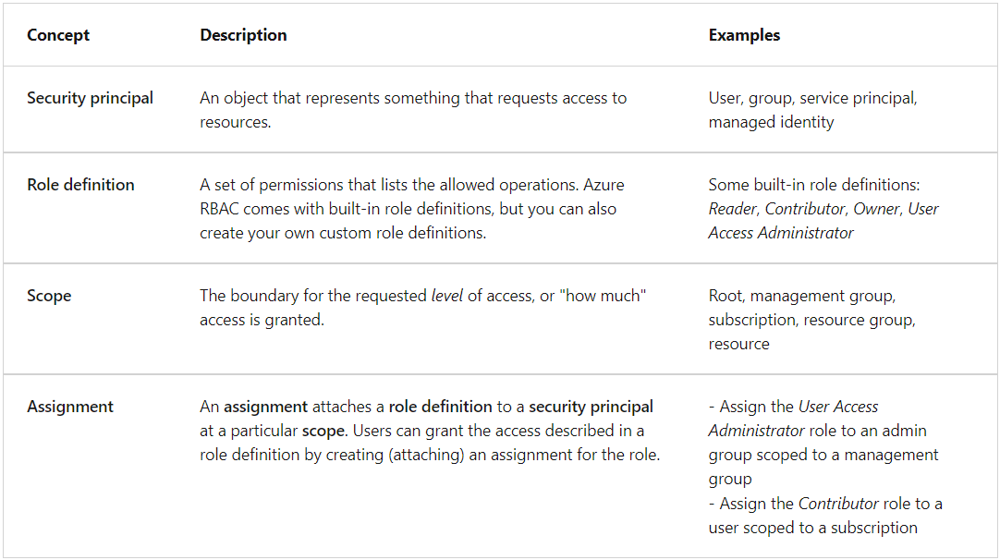 Concept
Description
Examples
Security principal
An object that represents something that requests access to
resources.
User, group, service principal,
managed identity
Role definition
A set of permissions that lists the allowed operations. Azure
RBAC comes with built-in role definitions, but you can also
create your own custom role definitions.
Some built-in role definitions:
Reader, Contributor, Owner, User
Access Administrator
Scope
The boundary for the requested level of access, or "how much"
access is granted.
Root, management group,
subscription, resource group,
resource
Assignment
An assignment attaches a role definition to a security principal
at a particular scope. Users can grant the access described in a
role definition by creating (attaching) an assignment for the role.
- Assign the User Access
Administrator role to an admin
group scoped to a management
group
- Assign the Contributor role to a
user scoped to a subscription